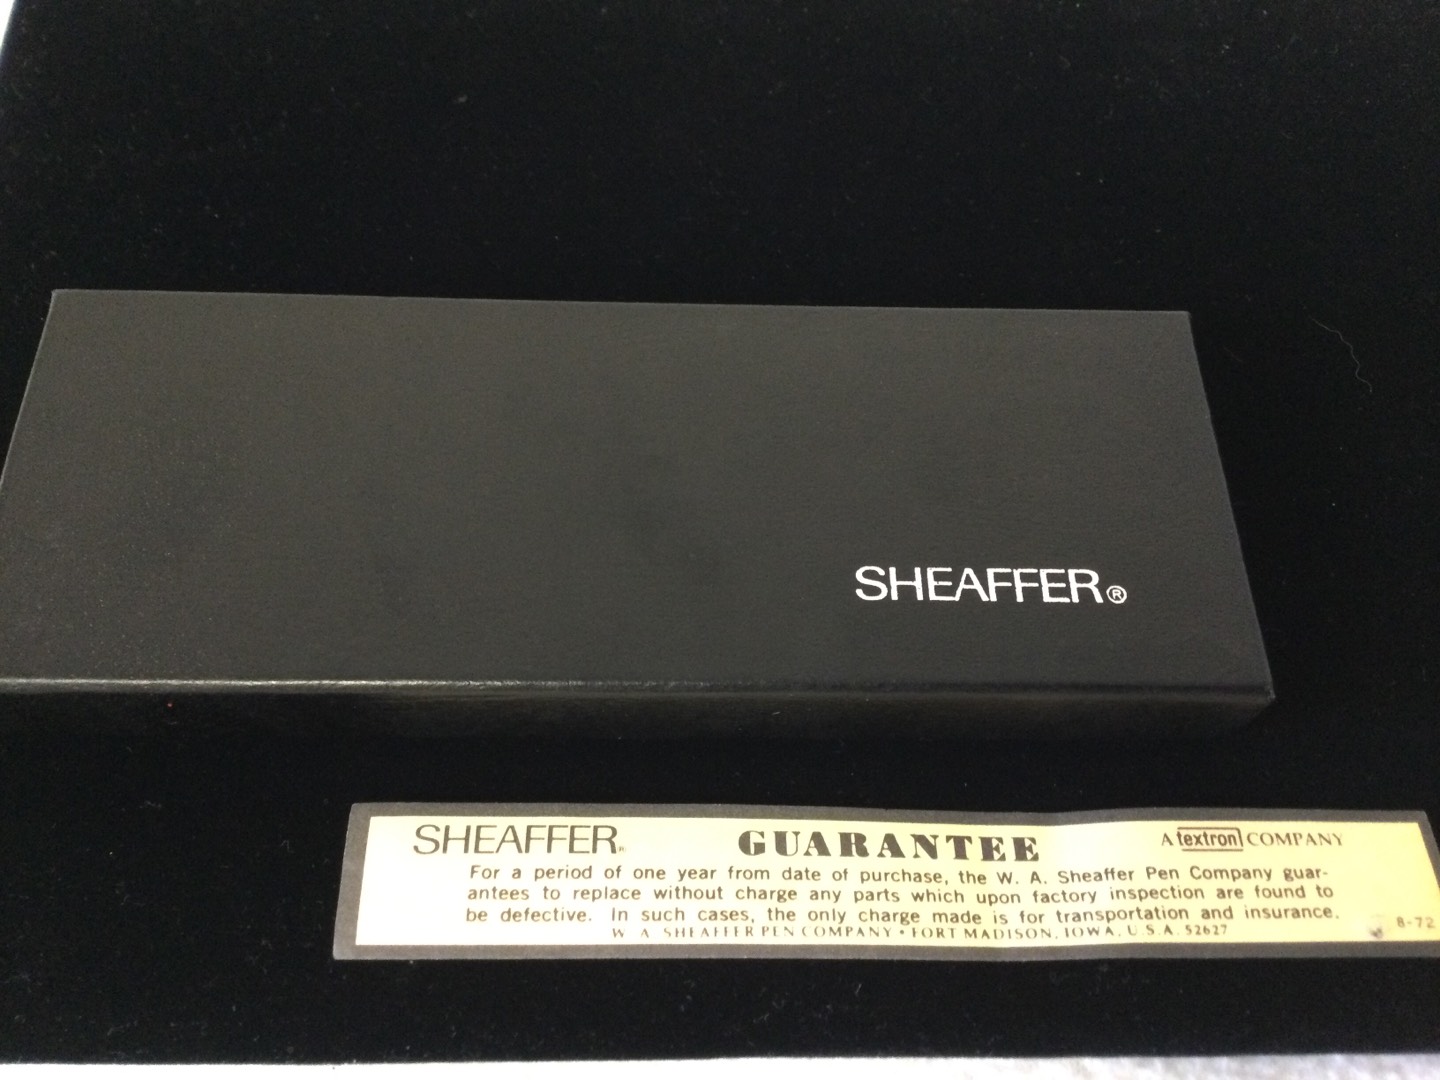 SHEAFFER®
SHEAFFER® GUARANTEE A textron COMPANY
For a period of one year from date of purchase, the W. A. Sheaffer Pen Company guar-
antees to replace without charge any parts which upon factory inspection are found to
be defective. In such cases, the only charge made is for transportation and insurance.
W. A. SHEAFFER PEN COMPANY • FORT MADISON, IOWA, U.S.A. 52627
8-72